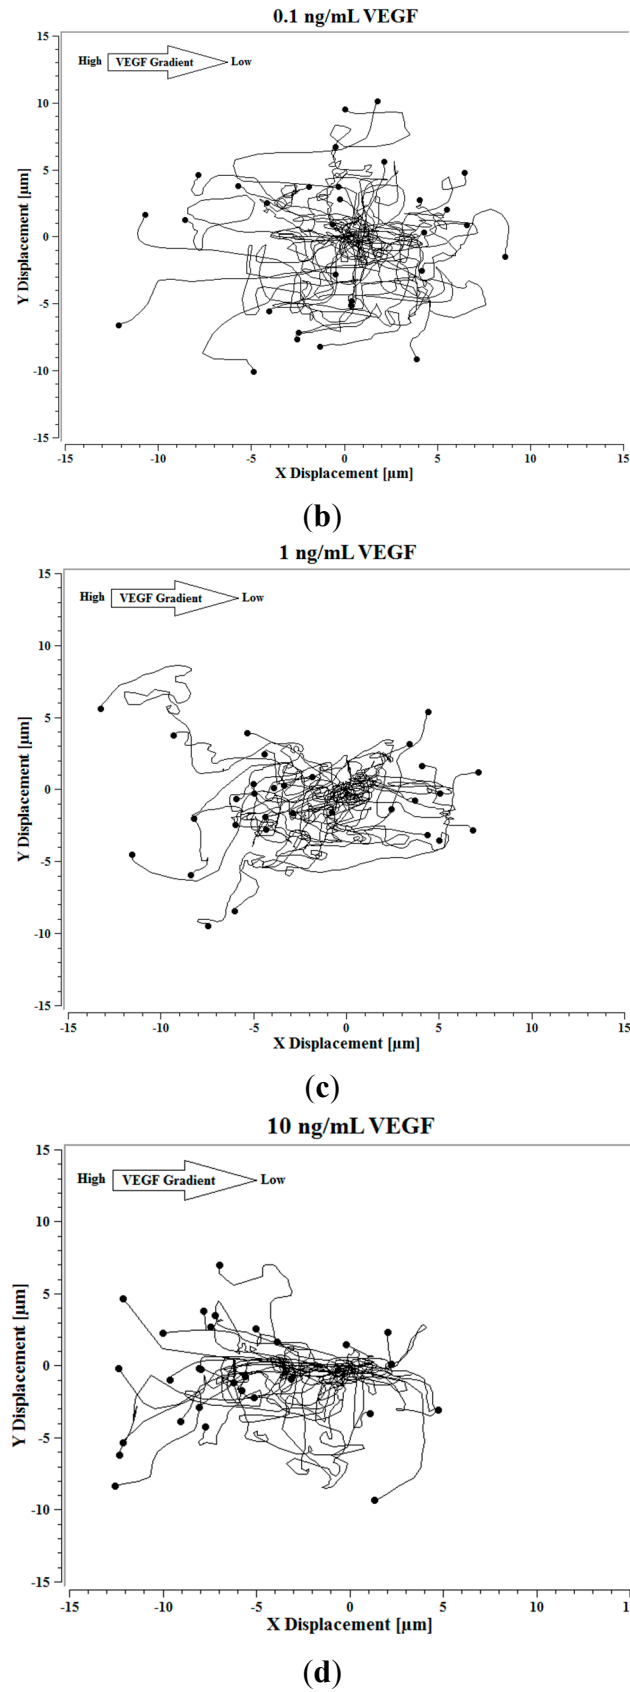 0.1 ng/mL VEGF
15
High VEGF Gradient Low
10
5
0
-5
-10
-15
Y Displacement [µm]
-15 -10 -5 0 5 10 15
X Displacement [µm]
(b)
1 ng/mL VEGF
15
High VEGF Gradient Low
10
5
0
-5
-10
-15
Y Displacement [µm]
-15 -10 -5 0 5 10 15
X Displacement [µm]
(c)
10 ng/mL VEGF
15
High VEGF Gradient Low
10
5
0
-5
-10
-15
Y Displacement [µm]
-15 -10 -5 0 5 10 15
X Displacement [µm]
(d)